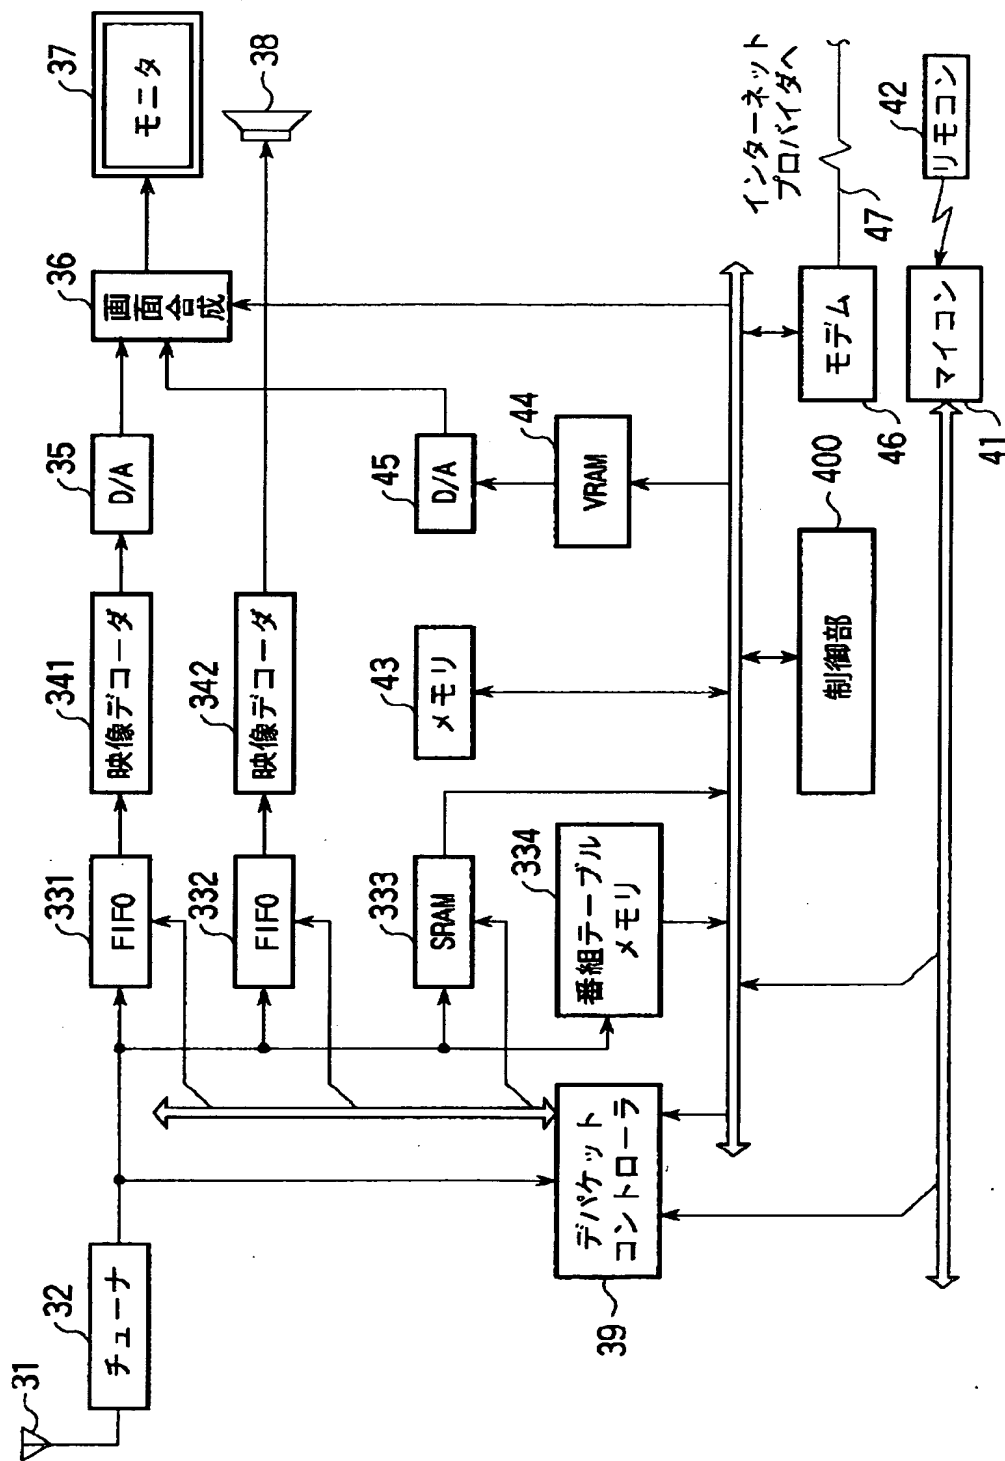 31
32
チューナ
331
FIFO
341
映像デコーダ
35
D/A
36
画面合成
37
モニタ
332
FIFO
342
映像デコーダ
38
333
SRAM
43
メモリ
45
D/A
334
番組テーブル
メモリ
44
VRAM
39
デパケット
コントローラ
400
制御部
46
モデム
47
インターネット
プロバイダへ
41
マイコン
42
リモコン